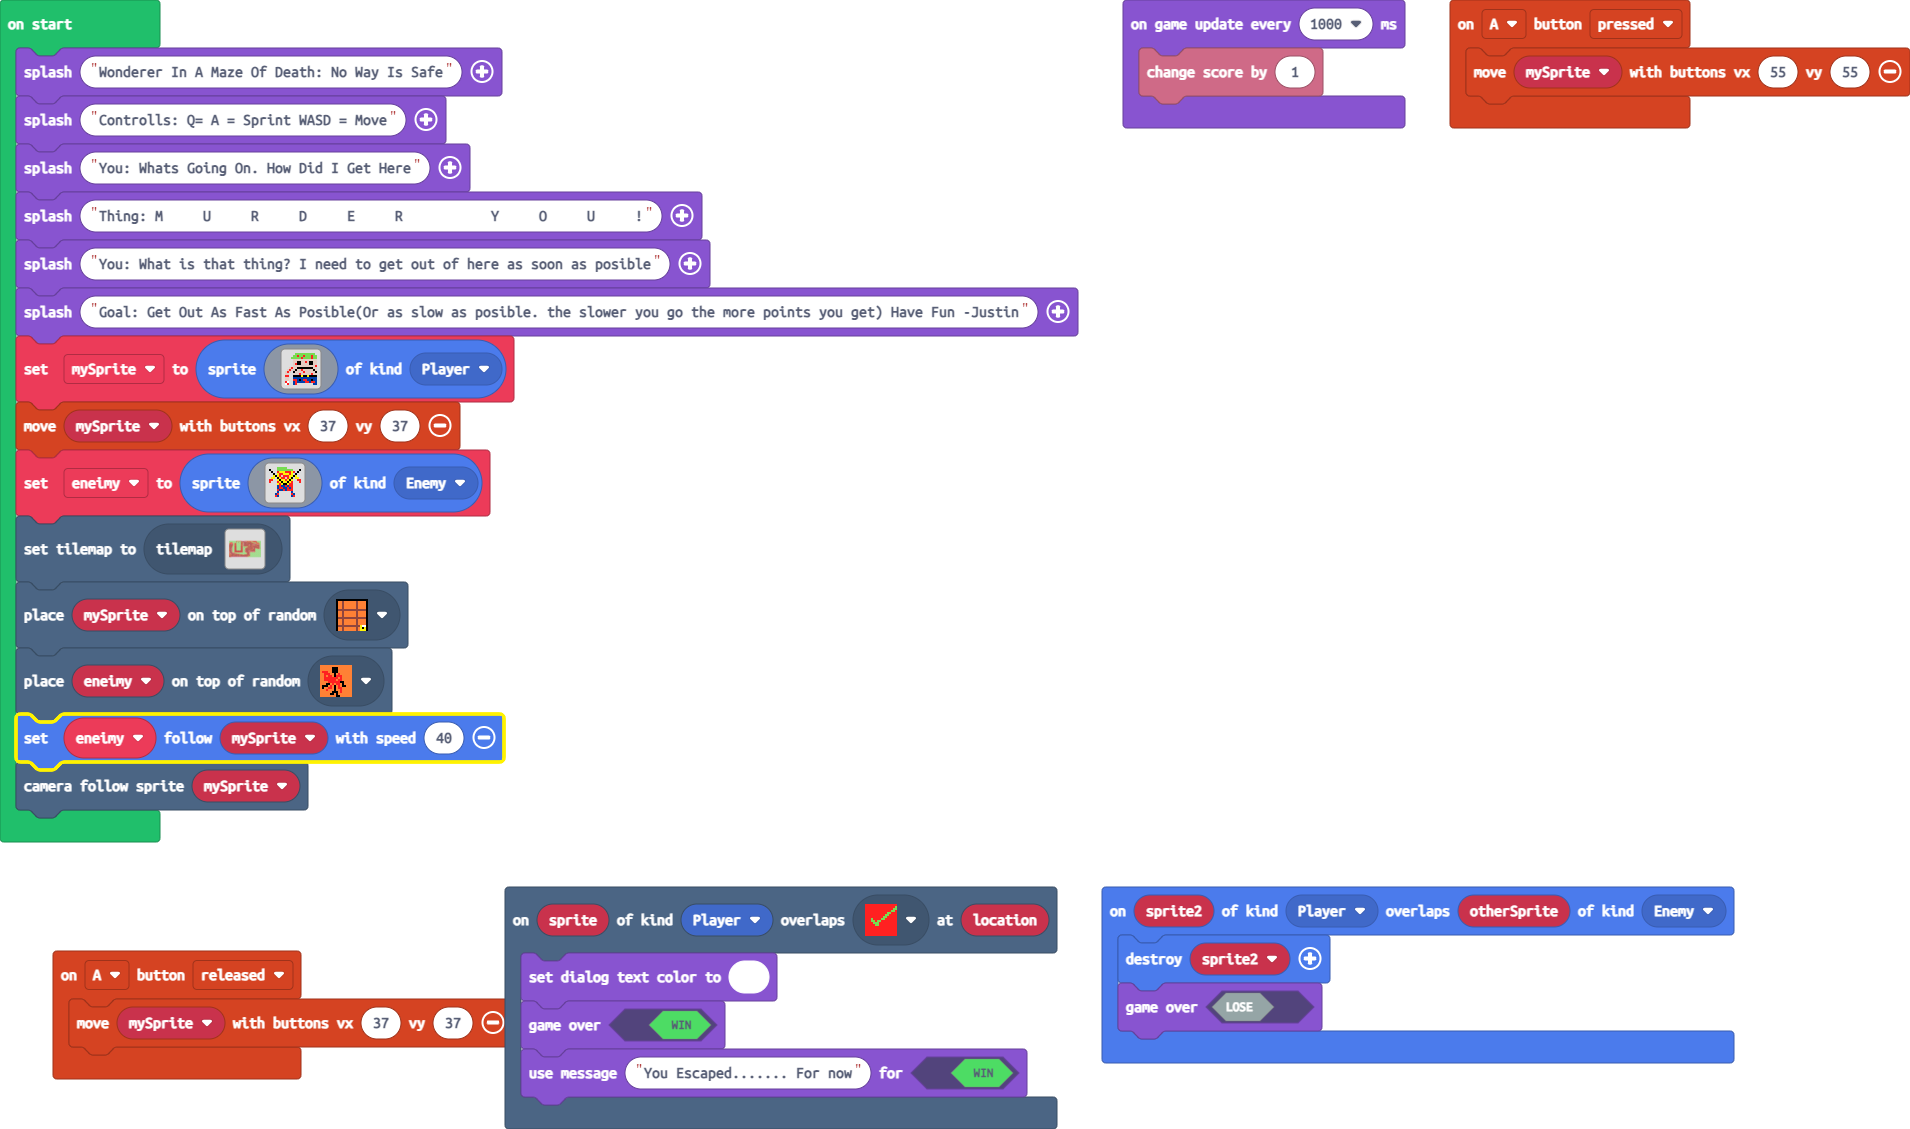 on start
splash "Wonderer In A Maze Of Death: No Way Is Safe"
splash "Controlls: Q= A = Sprint WASD = Move"
splash "You: Whats Going On. How Did I Get Here"
splash "Thing: M     U     R     D     E     R           Y     O     U     !"
splash "You: What is that thing? I need to get out of here as soon as posible"
splash "Goal: Get Out As Fast As Posible(Or as slow as posible. the slower you go the more points you get) Have Fun -Justin"
set mySprite to sprite of kind Player
move mySprite with buttons vx 37 vy 37
set eneimy to sprite of kind Enemy
set tilemap to tilemap
place mySprite on top of random
place eneimy on top of random
set eneimy follow mySprite with speed 40
camera follow sprite mySprite
on game update every 1000 ms
change score by 1
on A button pressed
move mySprite with buttons vx 55 vy 55
on A button released
move mySprite with buttons vx 37 vy 37
on sprite of kind Player overlaps at location
set dialog text color to
game over WIN
use message "You Escaped....... For now" for WIN
on sprite2 of kind Player overlaps otherSprite of kind Enemy
destroy sprite2
game over LOSE